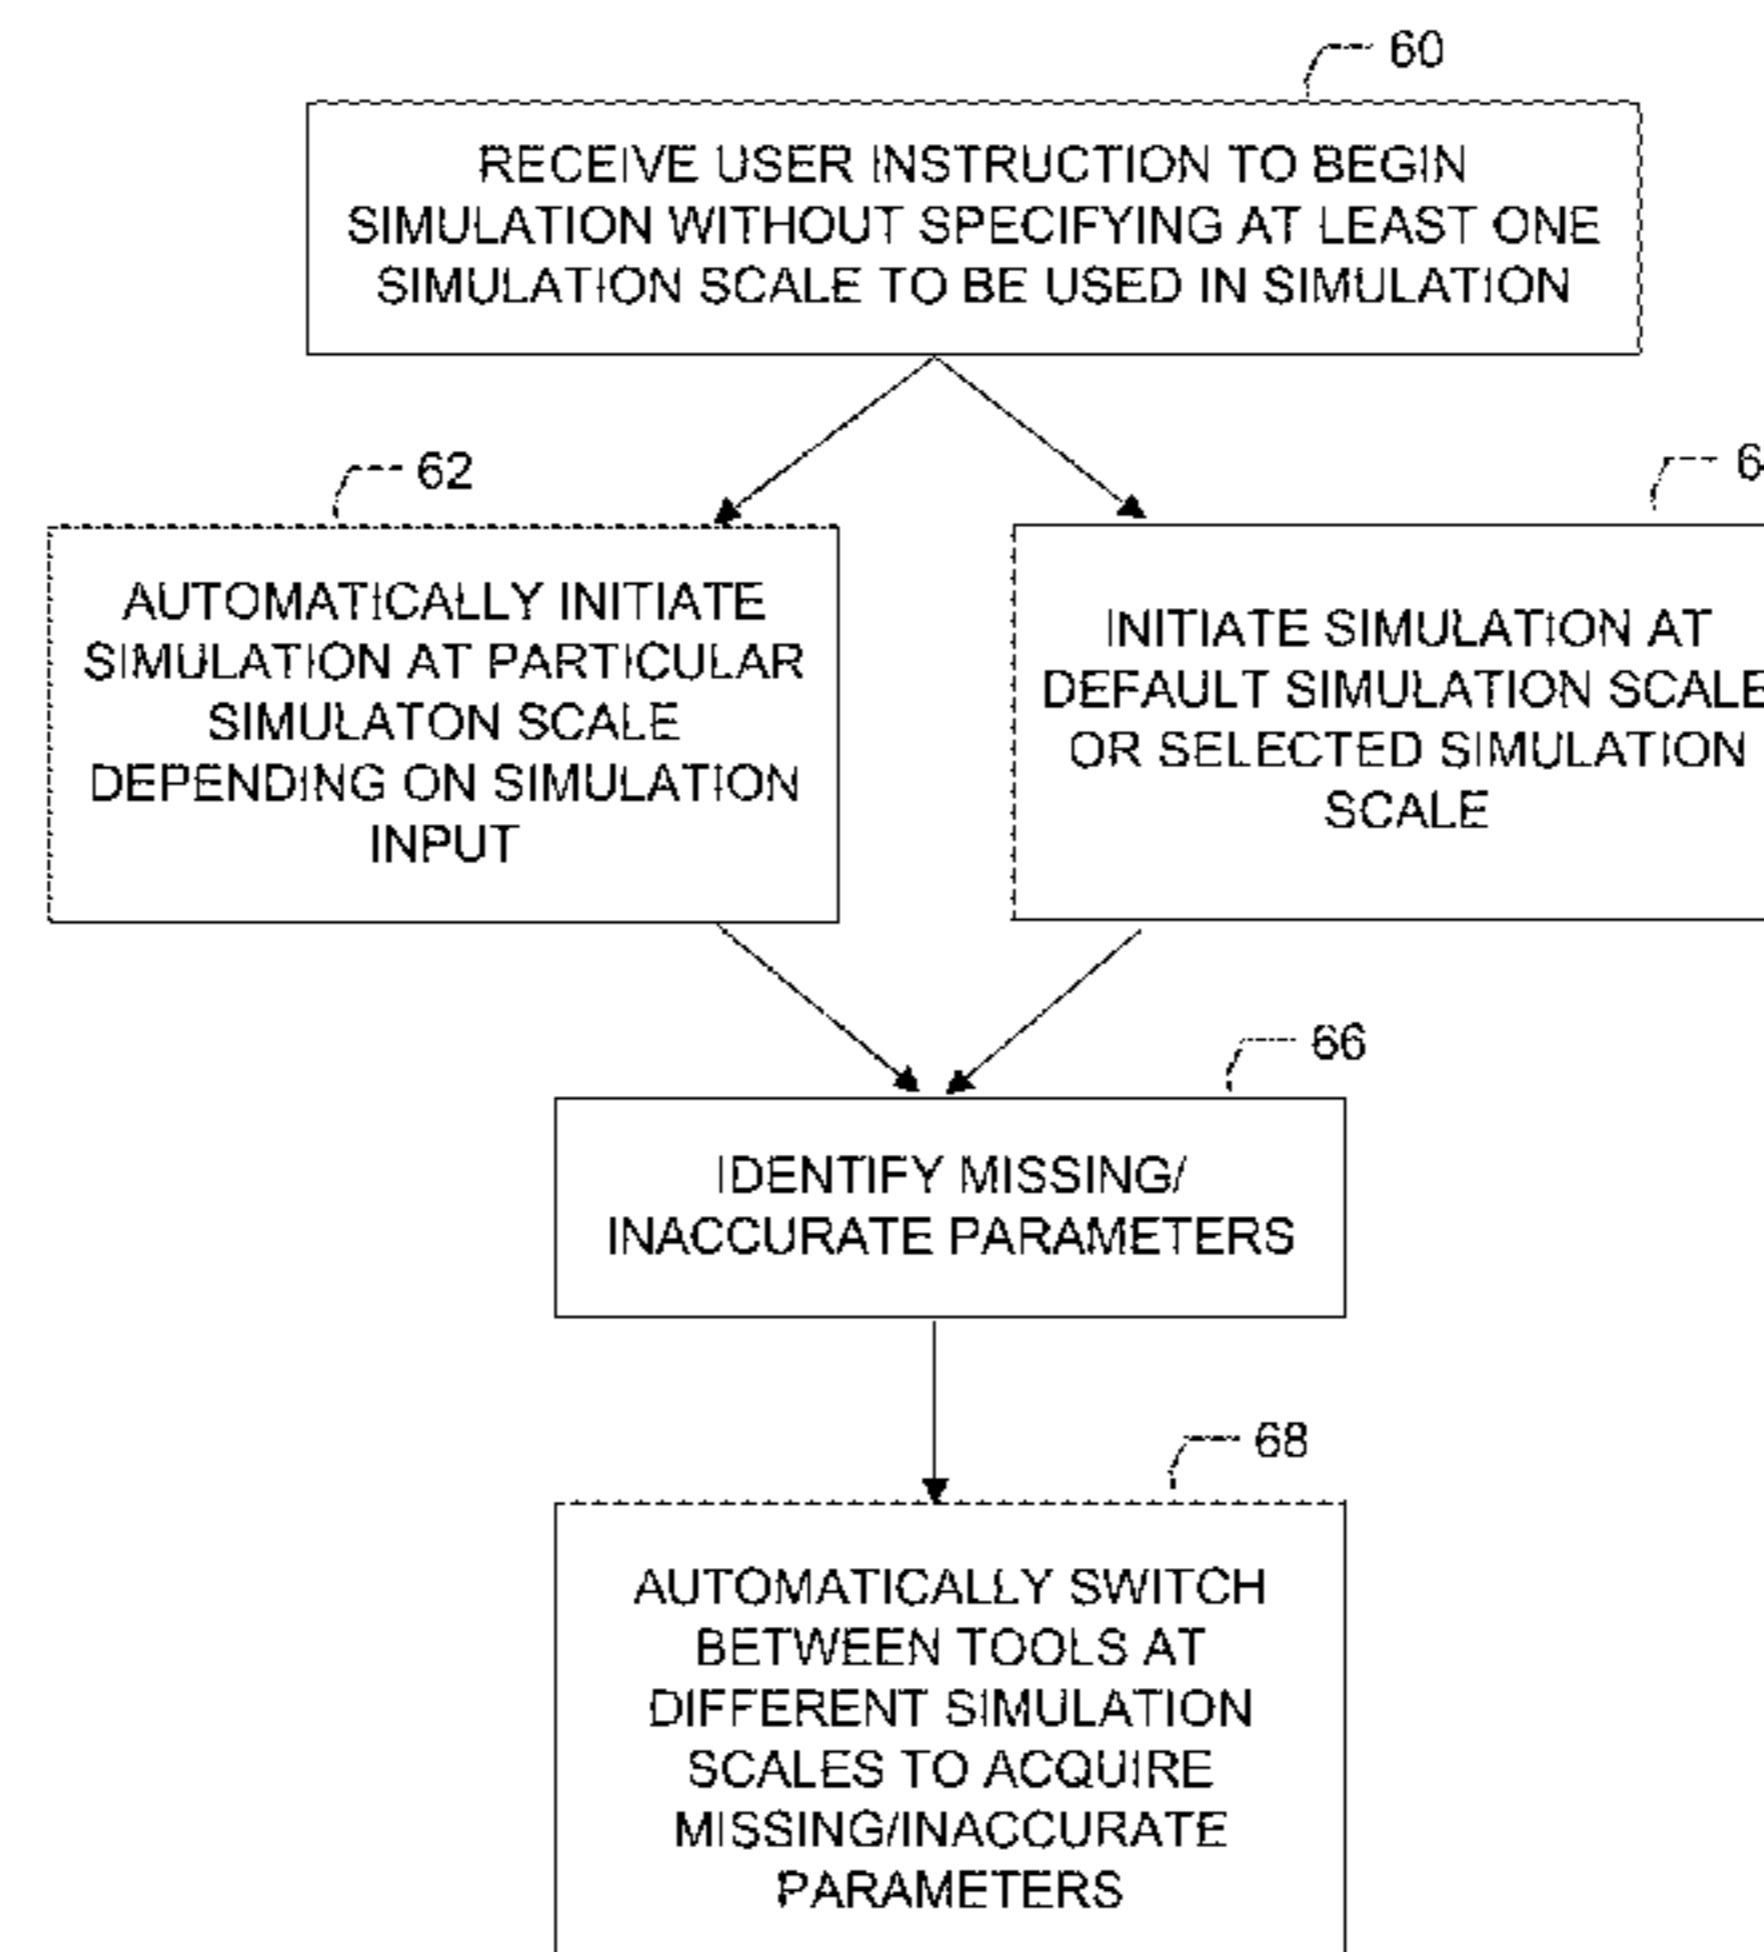 60
RECEIVE USER INSTRUCTION TO BEGIN
SIMULATION WITHOUT SPECIFYING AT LEAST ONE
SIMULATION SCALE TO BE USED IN SIMULATION
62
AUTOMATICALLY INITIATE
SIMULATION AT PARTICULAR
SIMULATON SCALE
DEPENDING ON SIMULATION
INPUT
INITIATE SIMULATION AT
DEFAULT SIMULATION SCALE
OR SELECTED SIMULATION
SCALE
66
IDENTIFY MISSING/
INACCURATE PARAMETERS
68
AUTOMATICALLY SWITCH
BETWEEN TOOLS AT
DIFFERENT SIMULATION
SCALES TO ACQUIRE
MISSING/INACCURATE
PARAMETERS